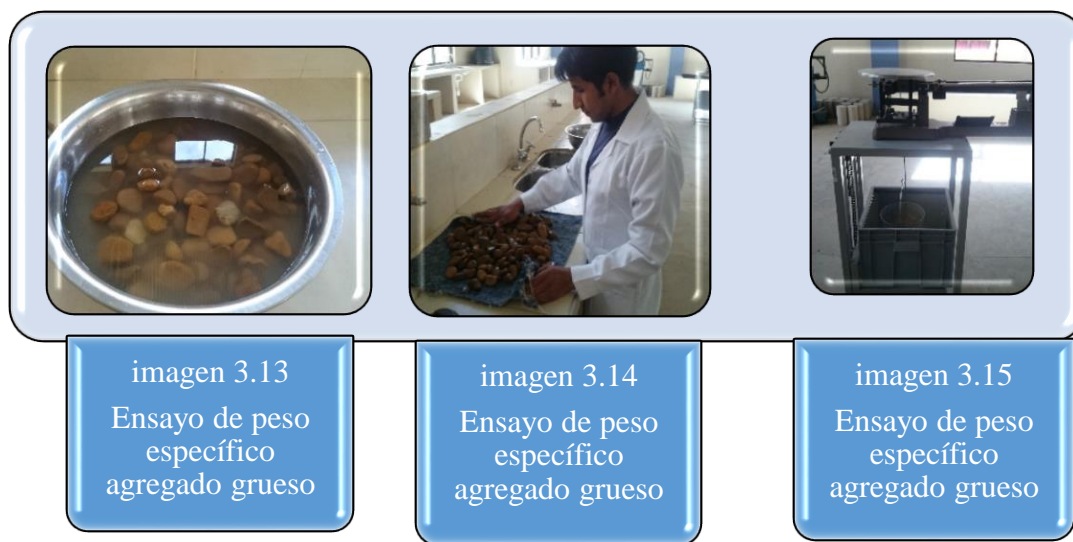 imagen 3.13
Ensayo de peso
específico
agregado grueso
imagen 3.14
Ensayo de peso
específico
agregado grueso
imagen 3.15
Ensayo de peso
específico
agregado grueso